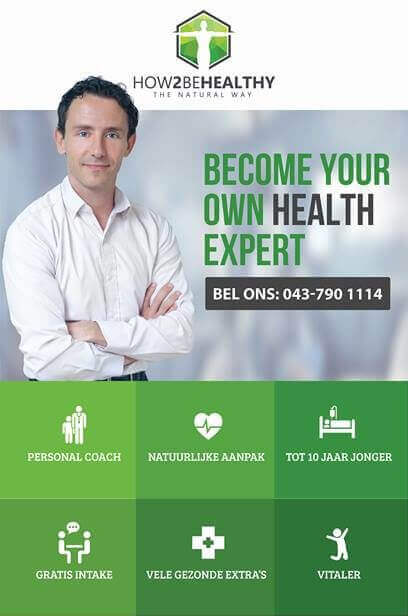 HOW2BEHEALTHY
THE NATURAL WAY
BECOME YOUR
OWN HEALTH
EXPERT
BEL ONS: 043-790 1114
PERSONAL COACH
NATUURLIJKE AANPAK
TOT 10 JAAR JONGER
GRATIS INTAKE
VELE GEZONDE EXTRA'S
VITALER